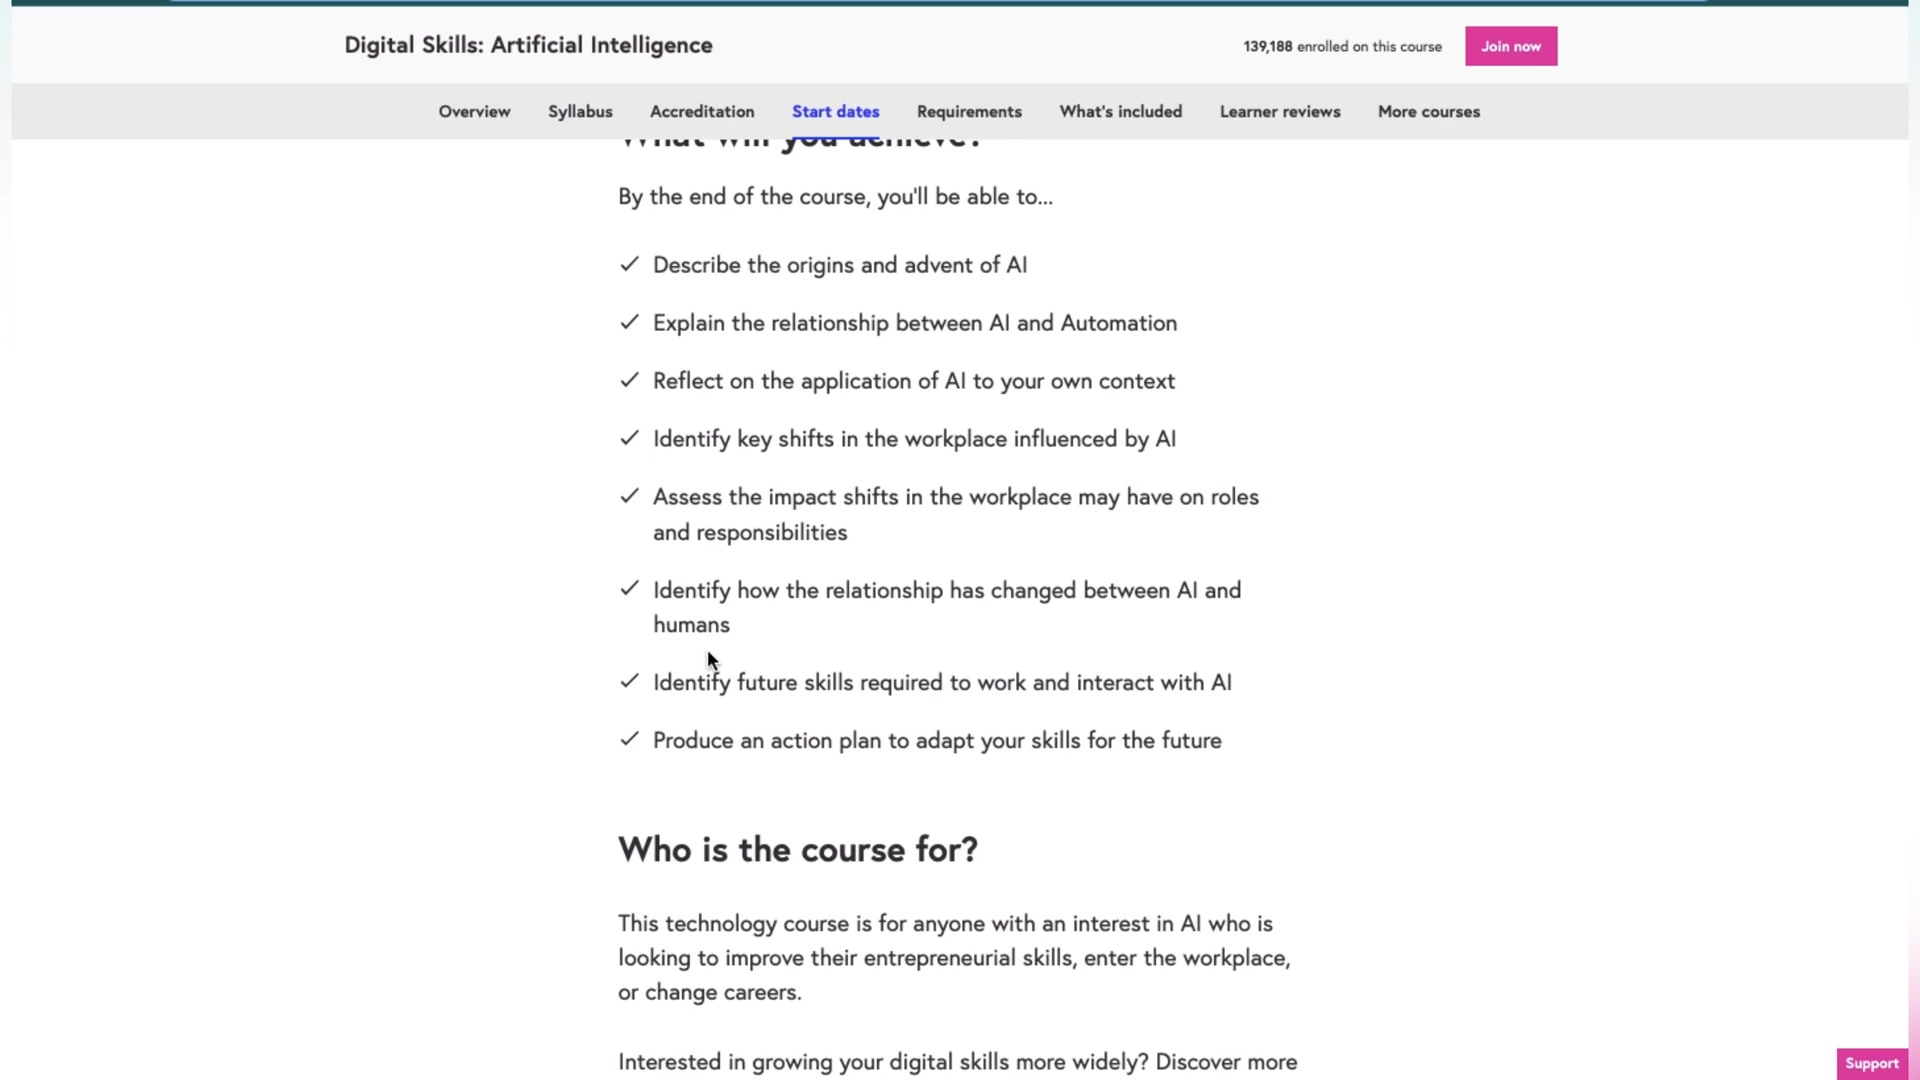 Digital Skills: Artificial Intelligence
139,188 enrolled on this course
Join now
Overview
Syllabus
Accreditation
Start dates
Requirements
What's included
Learner reviews
More courses
What will you achieve?
By the end of the course, you'll be able to...
Describe the origins and advent of AI
Explain the relationship between AI and Automation
Reflect on the application of AI to your own context
Identify key shifts in the workplace influenced by AI
Assess the impact shifts in the workplace may have on roles
and responsibilities
Identify how the relationship has changed between AI and
humans
Identify future skills required to work and interact with AI
Produce an action plan to adapt your skills for the future
Who is the course for?
This technology course is for anyone with an interest in AI who is
looking to improve their entrepreneurial skills, enter the workplace,
or change careers.
Interested in growing your digital skills more widely? Discover more
Support